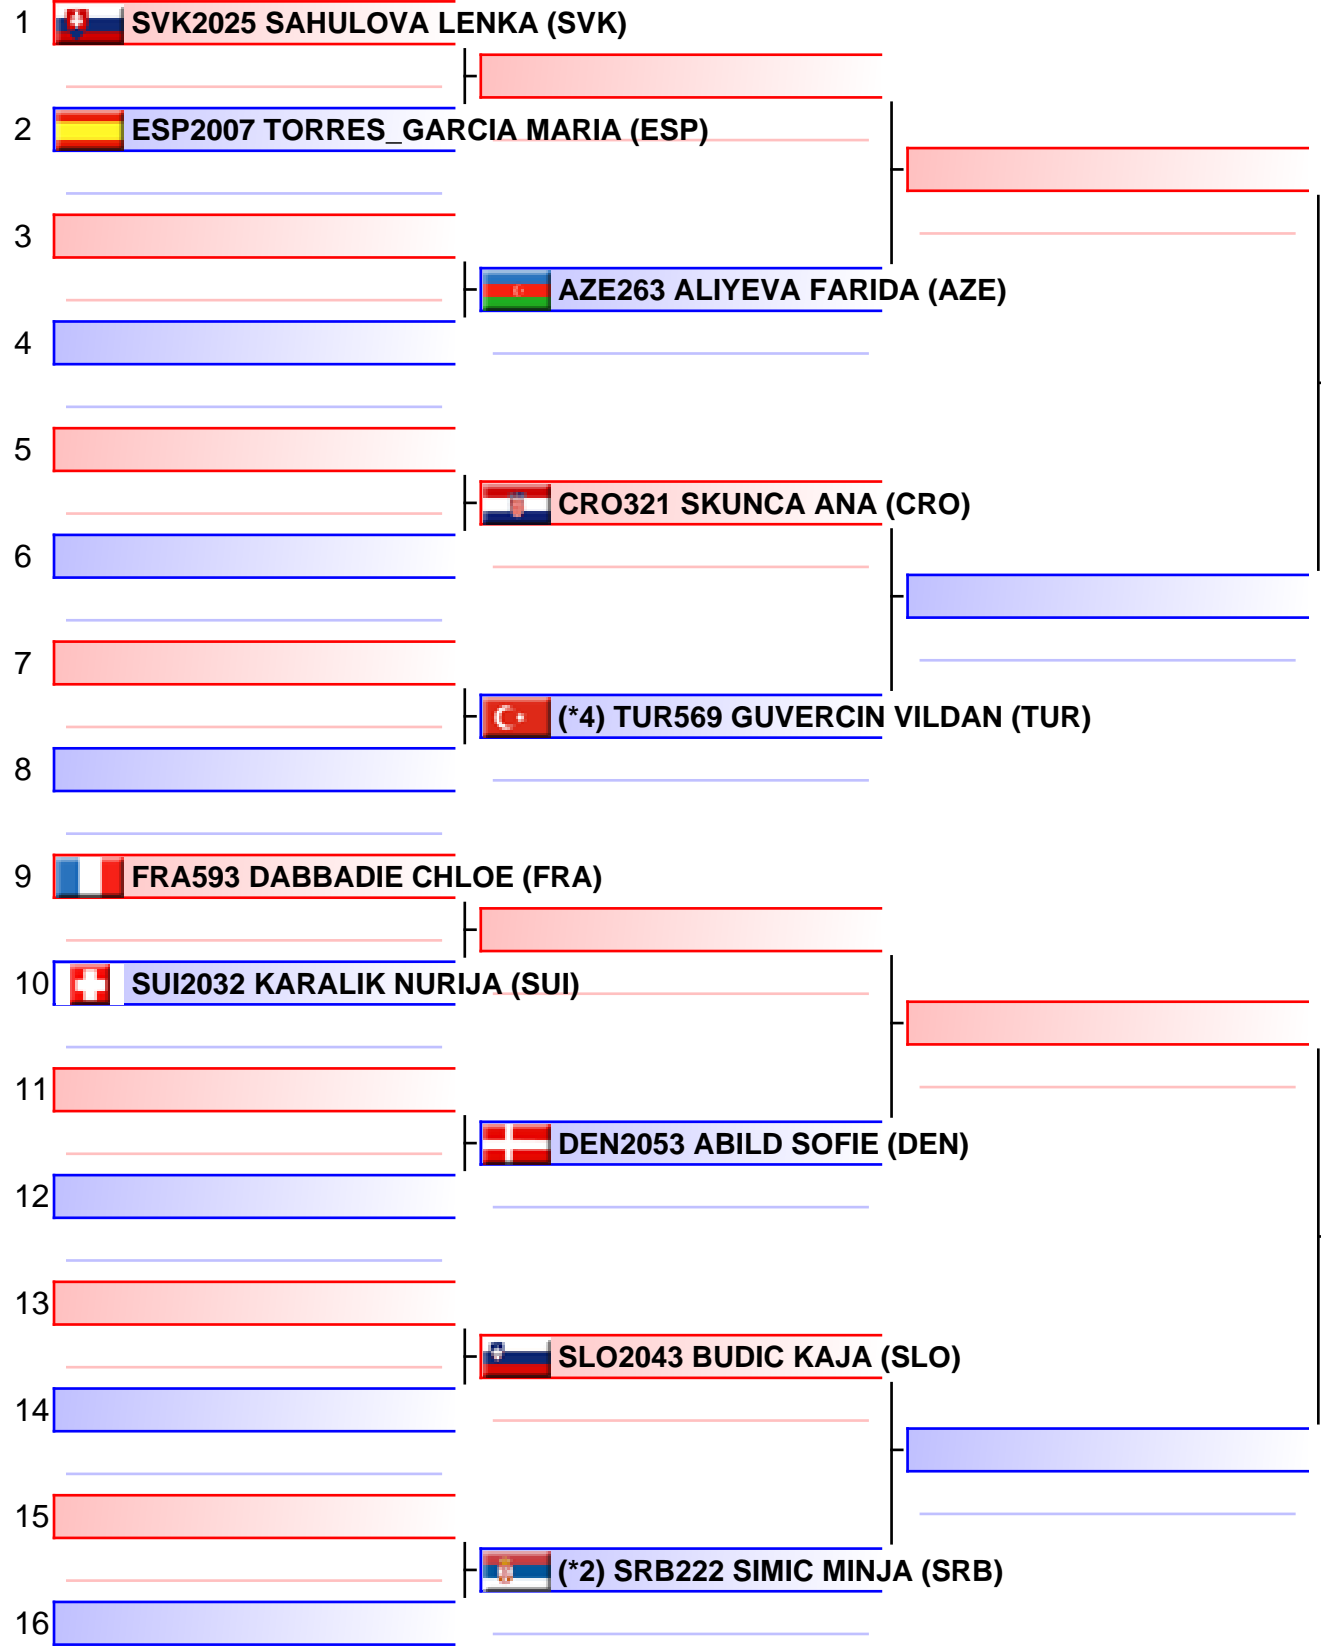 1 SVK2025 SAHULOVA LENKA (SVK)
2 ESP2007 TORRES_GARCIA MARIA (ESP)
3
AZE263 ALIYEVA FARIDA (AZE)
4
5
CRO321 SKUNCA ANA (CRO)
6
7
(*4) TUR569 GUVERCIN VILDAN (TUR)
8
9 FRA593 DABBADIE CHLOE (FRA)
10 SUI2032 KARALIK NURIJA (SUI)
11
DEN2053 ABILD SOFIE (DEN)
12
13
SLO2043 BUDIC KAJA (SLO)
14
15
(*2) SRB222 SIMIC MINJA (SRB)
16